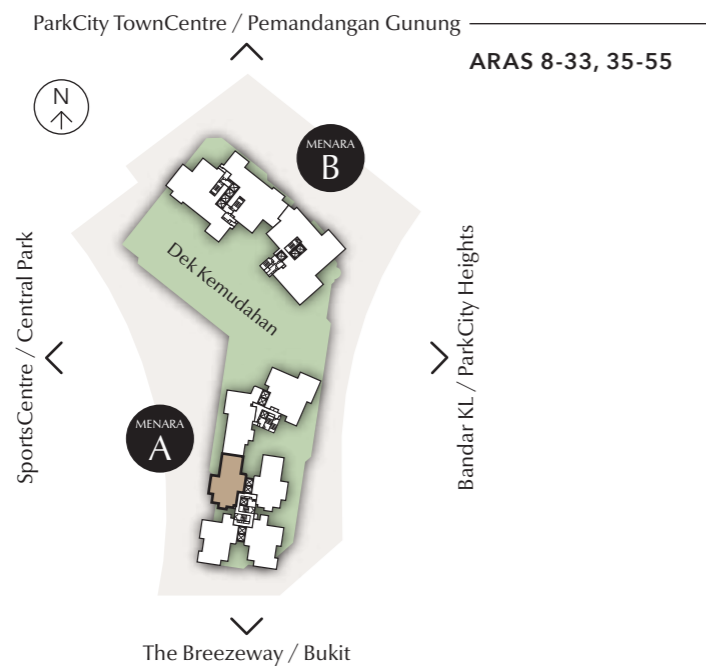 ParkCity TownCentre / Pemandangan Gunung
ARAS 8-33, 35-55
N
MENARA
B
Dek Kemudahan
SportsCentre / Central Park
Bandar KL / ParkCity Heights
MENARA
A
The Breezeway / Bukit